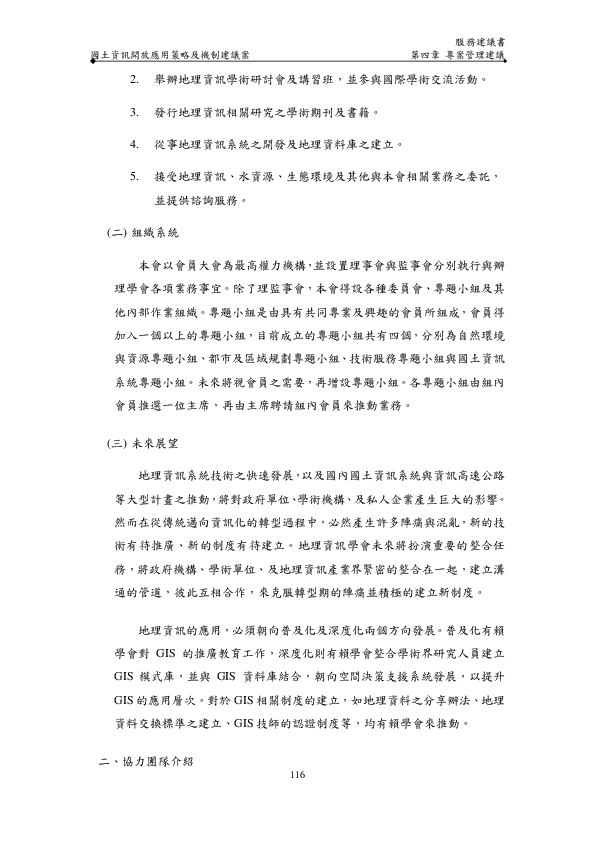 服務建議書
國土資訊開放應用策略及機制建議案 第四章 專案管理建議
2. 舉辦地理資訊學術研討會及講習班，並參與國際學術交流活動。
3. 發行地理資訊相關研究之學術期刊及書籍。
4. 從事地理資訊系統之開發及地理資料庫之建立。
5. 接受地理資訊、水資源、生態環境及其他與本會相關業務之委託，
並提供諮詢服務。
(二) 組織系統
本會以會員大會為最高權力機構，並設置理事會與監事會分別執行與辦
理學會各項業務事宜。除了理監事會，本會得設各種委員會、專題小組及其
他內部作業組織。專題小組是由具有共同專業及興趣的會員所組成，會員得
加入一個以上的專題小組，目前成立的專題小組共有四個，分別為自然環境
與資源專題小組、都市及區域規劃專題小組、技術服務專題小組與國土資訊
系統專題小組。未來將視會員之需要，再增設專題小組。各專題小組由組內
會員推選一位主席，再由主席聘請組內會員來推動業務。
(三) 未來展望
地理資訊系統技術之快速發展，以及國內國土資訊系統與資訊高速公路
等大型計畫之推動，將對政府單位、學術機構、及私人企業產生巨大的影響。
然而在從傳統邁向資訊化的轉型過程中，必然產生許多陣痛與混亂，新的技
術有待推廣、新的制度有待建立。地理資訊學會未來將扮演重要的整合任
務，將政府機構、學術單位、及地理資訊產業界緊密的整合在一起，建立溝
通的管道，彼此互相合作，來克服轉型期的陣痛並積極的建立新制度。
地理資訊的應用，必須朝向普及化及深度化兩個方向發展。普及化有賴
學會對 GIS 的推廣教育工作，深度化則有賴學會整合學術界研究人員建立
GIS 模式庫，並與 GIS 資料庫結合，朝向空間決策支援系統發展，以提升
GIS 的應用層次。對於 GIS 相關制度的建立，如地理資料之分享辦法、地理
資料交換標準之建立、GIS 技師的認證制度等，均有賴學會來推動。
二、協力團隊介紹
116